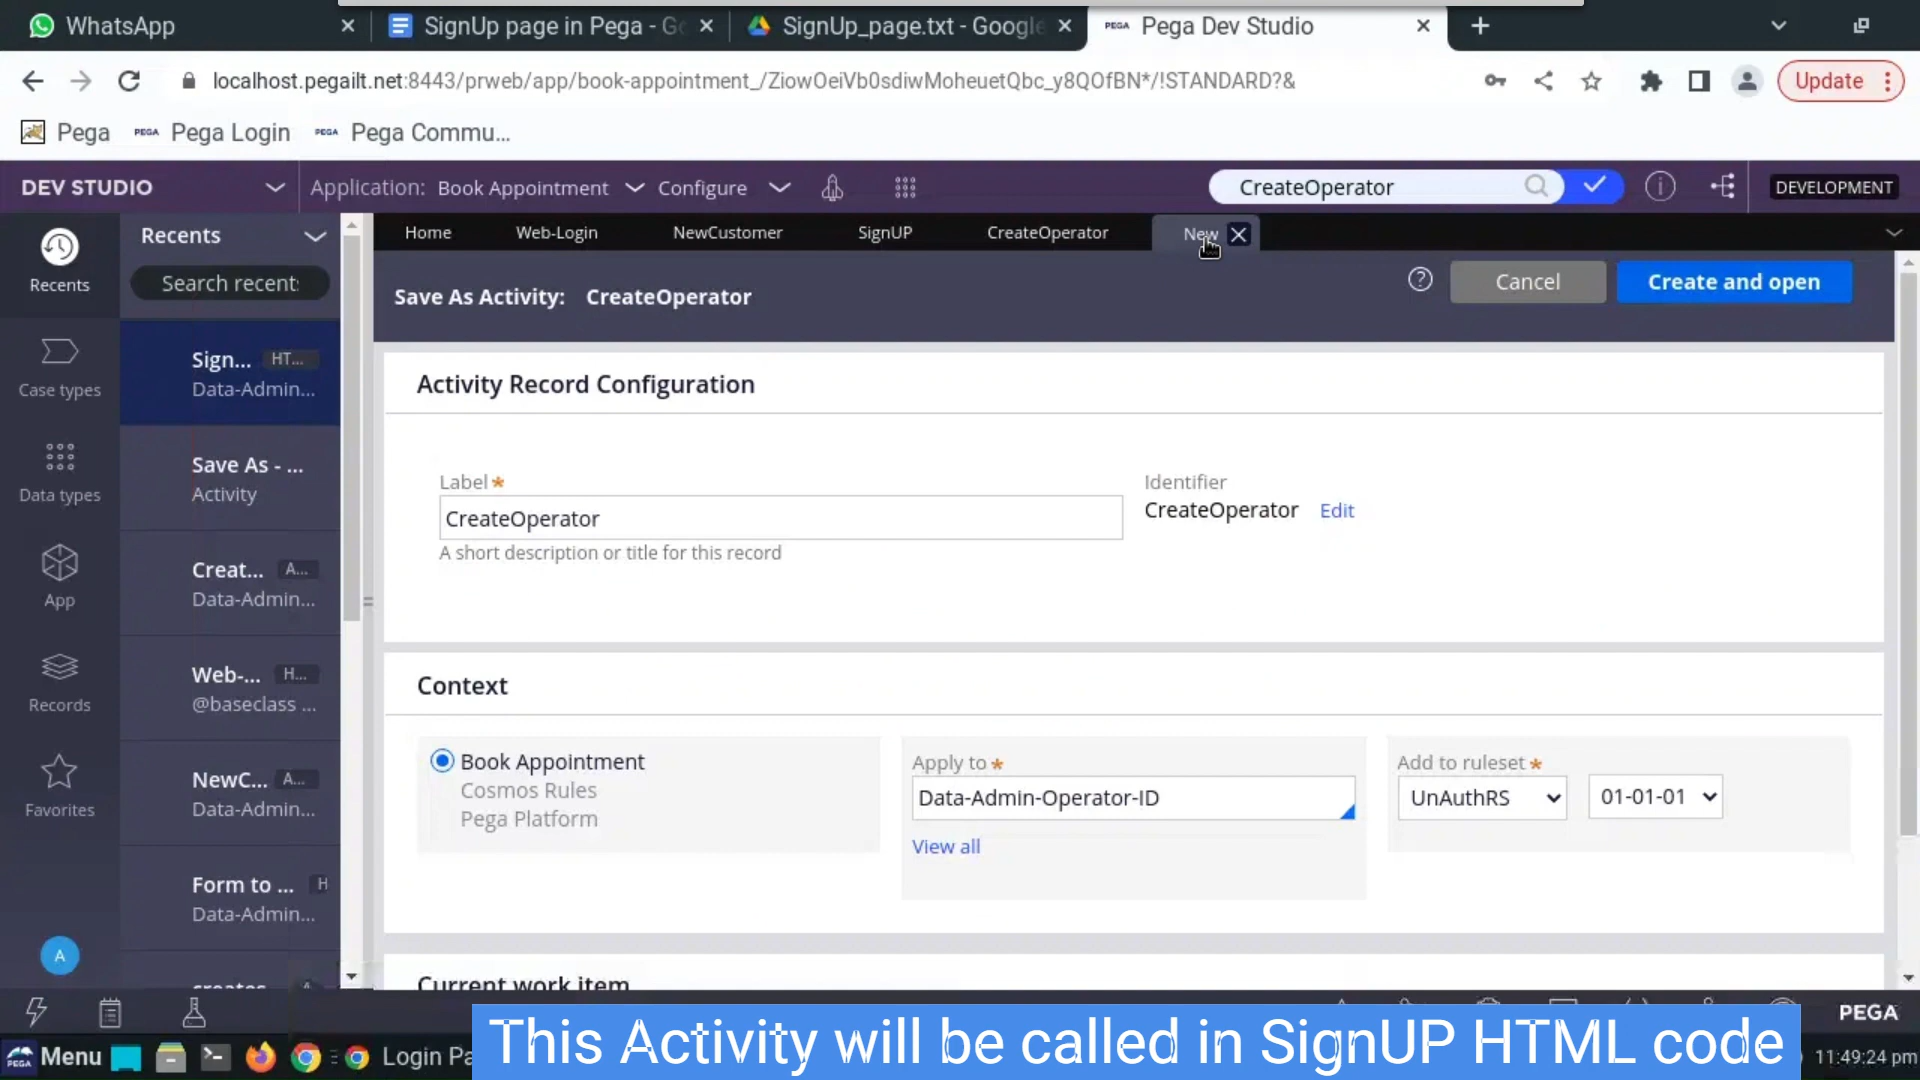 WhatsApp
SignUp page in Pega - Go
SignUp_page.txt - Google
PEGA Pega Dev Studio
localhost.pegailt.net:8443/prweb/app/book-appointment_/ZiowOeiVb0sdiwMoheuetQbc_y8QOfBN*/!STANDARD?&
Update
Pega
PEGA Pega Login
PEGA Pega Commu...
DEV STUDIO
Application: Book Appointment
Configure
CreateOperator
DEVELOPMENT
Recents
Case types
Data types
App
Records
Favorites
A
Recents
Search recent:
Sign... HT...
Data-Admin...
Save As - ...
Activity
Creat... A...
Data-Admin...
Web-... H...
@baseclass ...
NewC... A...
Data-Admin...
Form to ... H
Data-Admin...
Home
Web-Login
NewCustomer
SignUP
CreateOperator
New
Save As Activity: CreateOperator
Cancel
Create and open
Activity Record Configuration
Label *
CreateOperator
A short description or title for this record
Identifier
CreateOperator Edit
Context
Book Appointment
Cosmos Rules
Pega Platform
Apply to *
Data-Admin-Operator-ID
View all
Add to ruleset *
UnAuthRS
01-01-01
Current work item
PEGA
PEGA Menu
Login Pa
This Activity will be called in SignUP HTML code
11:49:24 pm